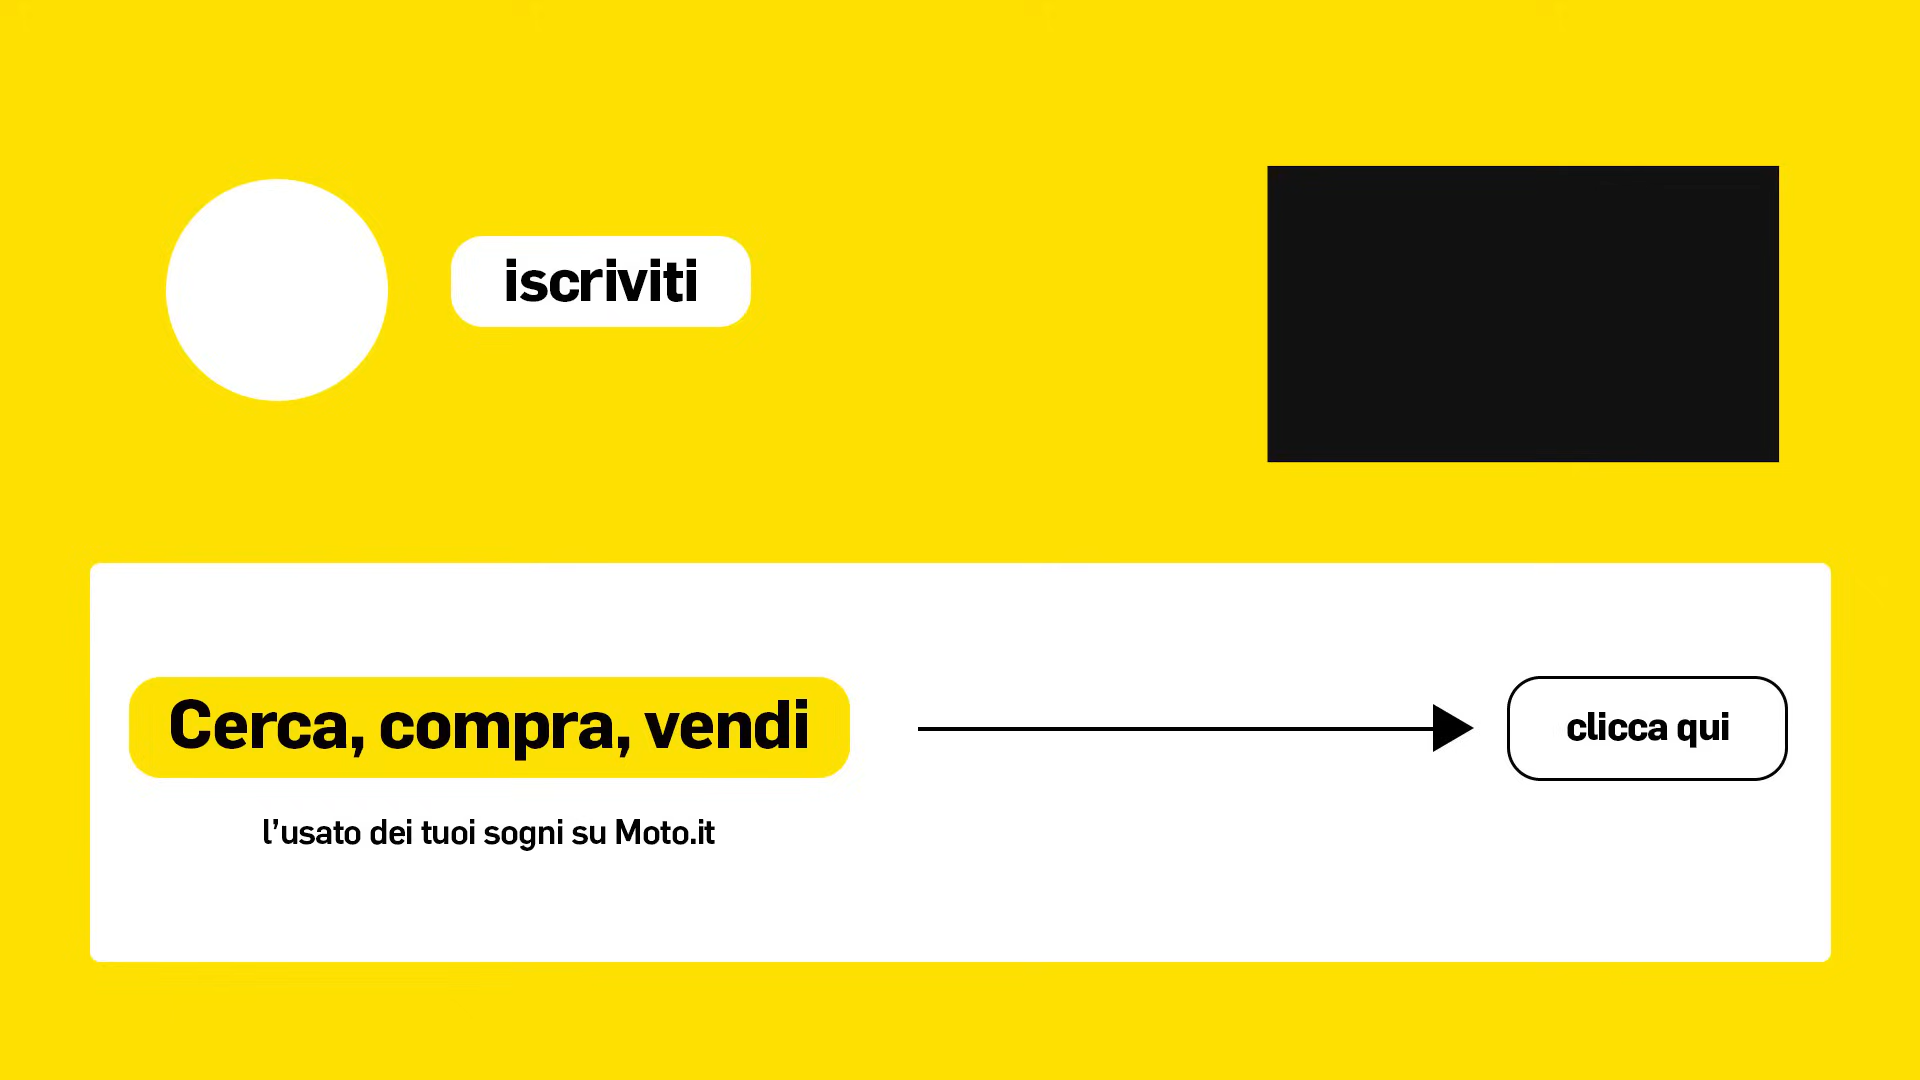 iscriviti
Cerca, compra, vendi
clicca qui
l’usato dei tuoi sogni su Moto.it